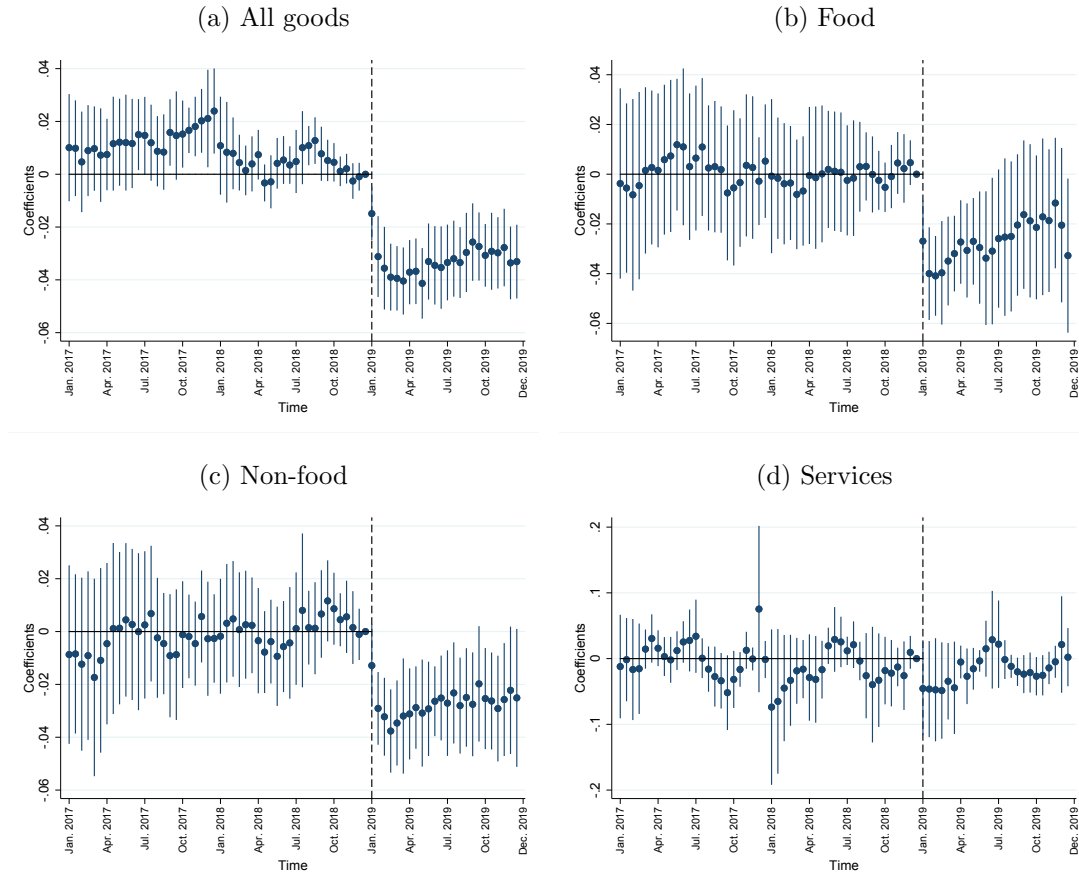 (a) All goods
.04
.02
0
-.02
-.04
-.06
Coefficients
Jan. 2017
Apr. 2017
Jul. 2017
Oct. 2017
Jan. 2018
Apr. 2018
Jul. 2018
Oct. 2018
Jan. 2019
Apr. 2019
Jul. 2019
Oct. 2019
Dec. 2019
Time
(b) Food
.04
.02
0
-.02
-.04
-.06
Coefficients
Jan. 2017
Apr. 2017
Jul. 2017
Oct. 2017
Jan. 2018
Apr. 2018
Jul. 2018
Oct. 2018
Jan. 2019
Apr. 2019
Jul. 2019
Oct. 2019
Dec. 2019
Time
(c) Non-food
.04
.02
0
-.02
-.04
-.06
Coefficients
Jan. 2017
Apr. 2017
Jul. 2017
Oct. 2017
Jan. 2018
Apr. 2018
Jul. 2018
Oct. 2018
Jan. 2019
Apr. 2019
Jul. 2019
Oct. 2019
Dec. 2019
Time
(d) Services
.2
.1
0
-.1
-.2
Coefficients
Jan. 2017
Apr. 2017
Jul. 2017
Oct. 2017
Jan. 2018
Apr. 2018
Jul. 2018
Oct. 2018
Jan. 2019
Apr. 2019
Jul. 2019
Oct. 2019
Dec. 2019
Time